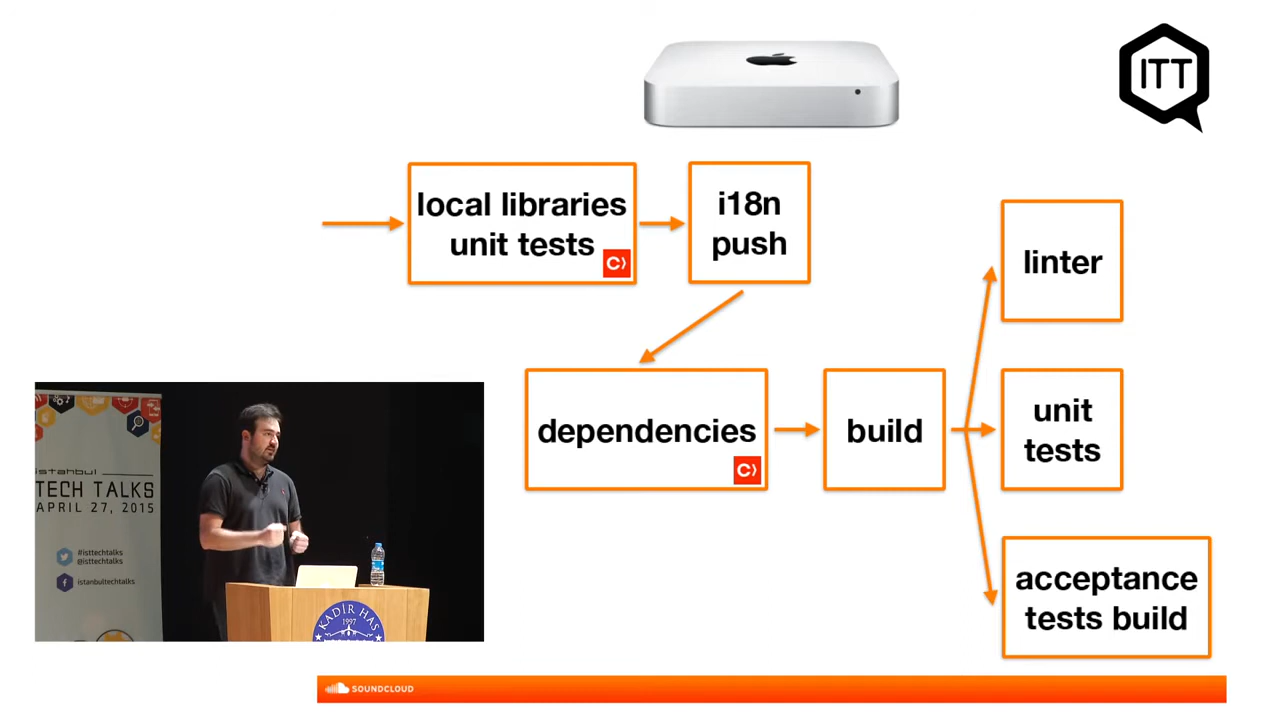 ITT
local libraries
unit tests
i18n
push
linter
dependencies
build
unit
tests
acceptance
tests build
istanbul
TECH TALKS
APRIL 27, 2015
#isttechtalks
@isttechtalks
istanbultechtalks
KADİR HAS
1997
SOUNDCLOUD